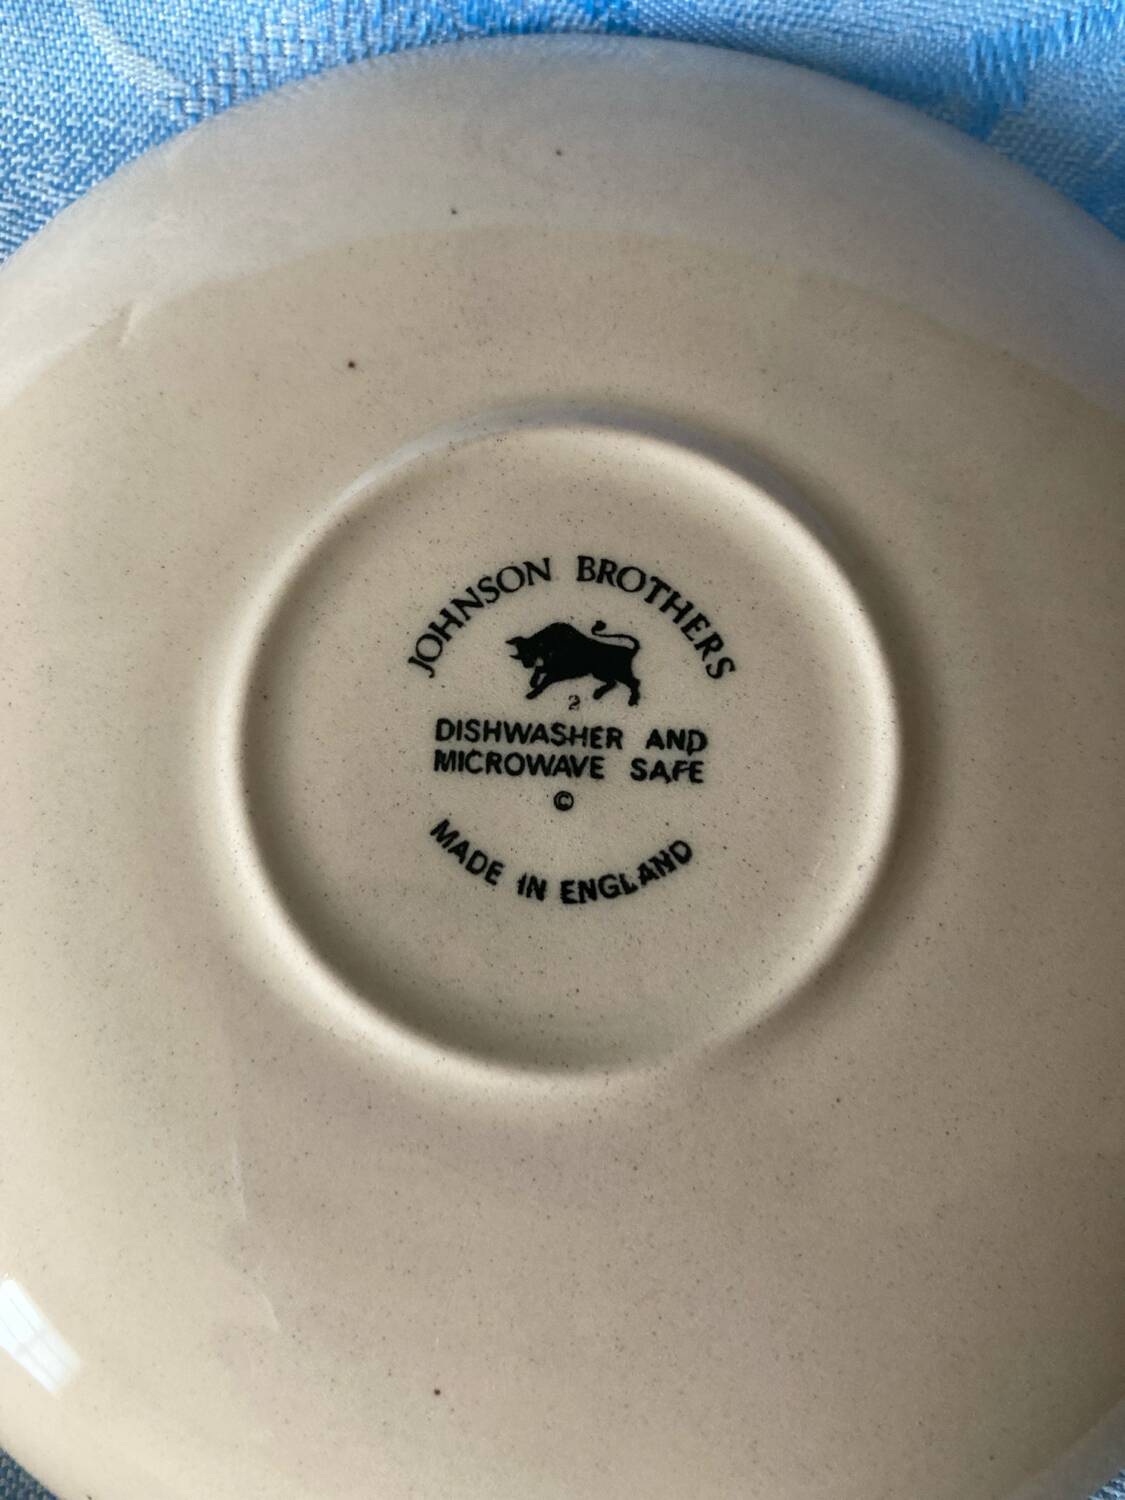 JOHNSON BROTHERS
2
DISHWASHER AND
MICROWAVE SAFE
©
MADE IN ENGLAND